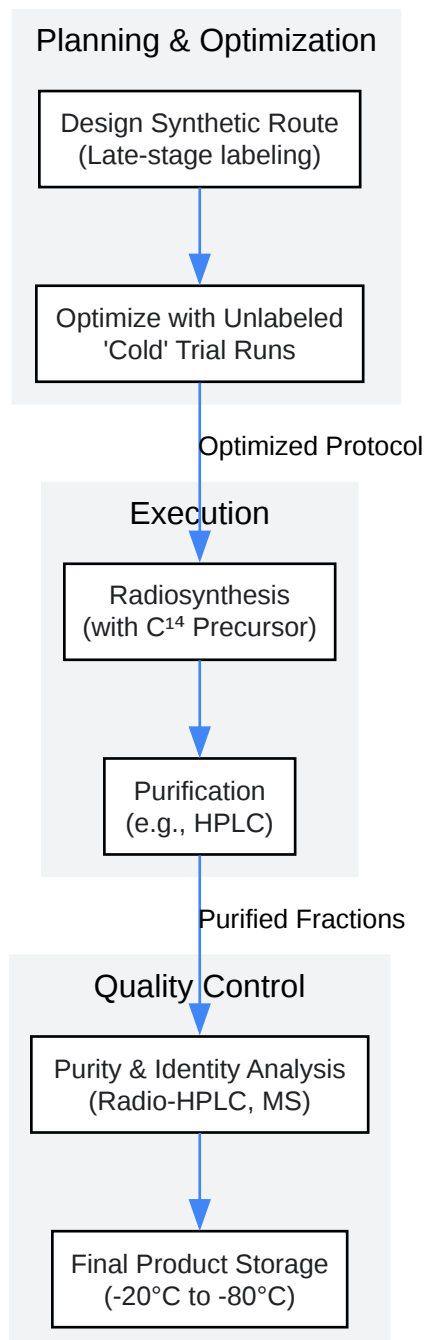 Planning & Optimization
Design Synthetic Route
(Late-stage labeling)
Optimize with Unlabeled
'Cold' Trial Runs
Optimized Protocol
Execution
Radiosynthesis
(with C¹⁴ Precursor)
Purification
(e.g., HPLC)
Purified Fractions
Quality Control
Purity & Identity Analysis
(Radio-HPLC, MS)
Final Product Storage
(-20°C to -80°C)